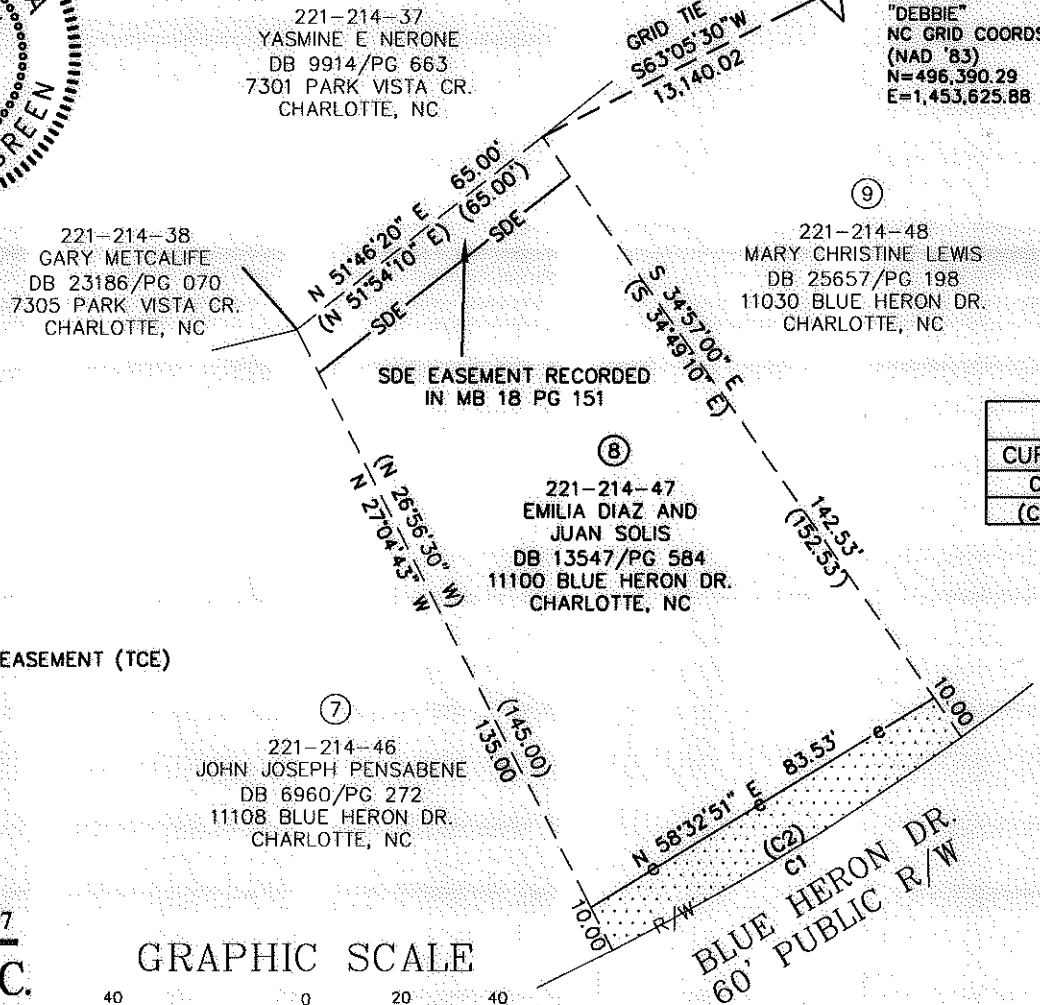 221-214-37
YASMINE E NERONE
DB 9914/PG 663
7301 PARK VISTA CR.
CHARLOTTE, NC
GRID TIE
S63°05'30"W
13,140.02
"DEBBIE"
NC GRID COORDS
(NAD '83)
N=496,390.29
E=1,453,625.88
GREEN
221-214-38
GARY METCALIFE
DB 23186/PG 070
7305 PARK VISTA CR.
CHARLOTTE, NC
N 51°46'20" E 65.00'
(N 51°54'10" E) (65.00')
SDE
SDE
SDE EASEMENT RECORDED
IN MB 18 PG 151
9
221-214-48
MARY CHRISTINE LEWIS
DB 25657/PG 198
11030 BLUE HERON DR.
CHARLOTTE, NC
S 34°57'00" E
(S 34°49'10" E)
142.53'
(152.53')
8
221-214-47
EMILIA DIAZ AND
JUAN SOLIS
DB 13547/PG 584
11100 BLUE HERON DR.
CHARLOTTE, NC
(N 26°56'30" W)
N 27°04'43" W
(145.00)
135.00
EASEMENT (TCE)
7
221-214-46
JOHN JOSEPH PENSABENE
DB 6960/PG 272
11108 BLUE HERON DR.
CHARLOTTE, NC
N 58°32'51" E 83.53'
e
e
e
10.00
10.00
(C2)
C1
R/W
BLUE HERON DR.
60' PUBLIC R/W
7
C.
GRAPHIC SCALE
40 0 20 40